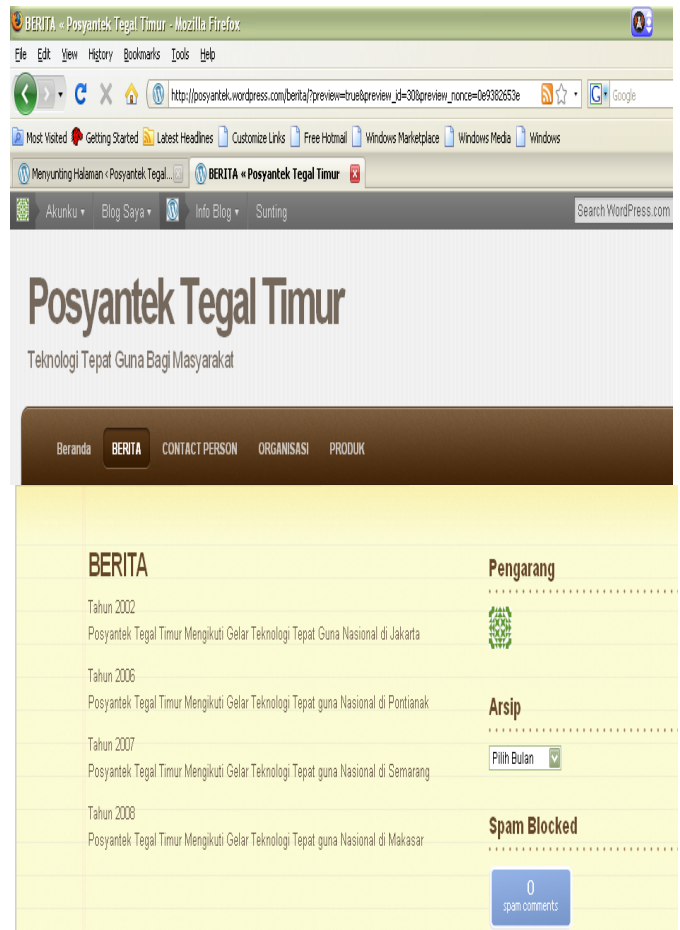 BERITA « Posyantek Tegal Timur - Mozilla Firefox
File Edit View History Bookmarks Tools Help
http://posyantek.wordpress.com/berita/?preview=true&preview_id=30&preview_nonce=0e9382653e
G Google
Most Visited Getting Started Latest Headlines Customize Links Free Hotmail Windows Marketplace Windows Media Windows
Menyunting Halaman ‹ Posyantek Tegal... BERITA « Posyantek Tegal Timur
Akunku Blog Saya Info Blog Sunting Search WordPress.com
Posyantek Tegal Timur
Teknologi Tepat Guna Bagi Masyarakat
Beranda BERITA CONTACT PERSON ORGANISASI PRODUK
BERITA
Tahun 2002
Posyantek Tegal Timur Mengikuti Gelar Teknologi Tepat Guna Nasional di Jakarta
Tahun 2006
Posyantek Tegal Timur Mengikuti Gelar Teknologi Tepat guna Nasional di Pontianak
Tahun 2007
Posyantek Tegal Timur Mengikuti Gelar Teknologi Tepat guna Nasional di Semarang
Tahun 2008
Posyantek Tegal Timur Mengikuti Gelar Teknologi Tepat guna Nasional di Makasar
Pengarang
Arsip
Pilih Bulan
Spam Blocked
0
spam comments